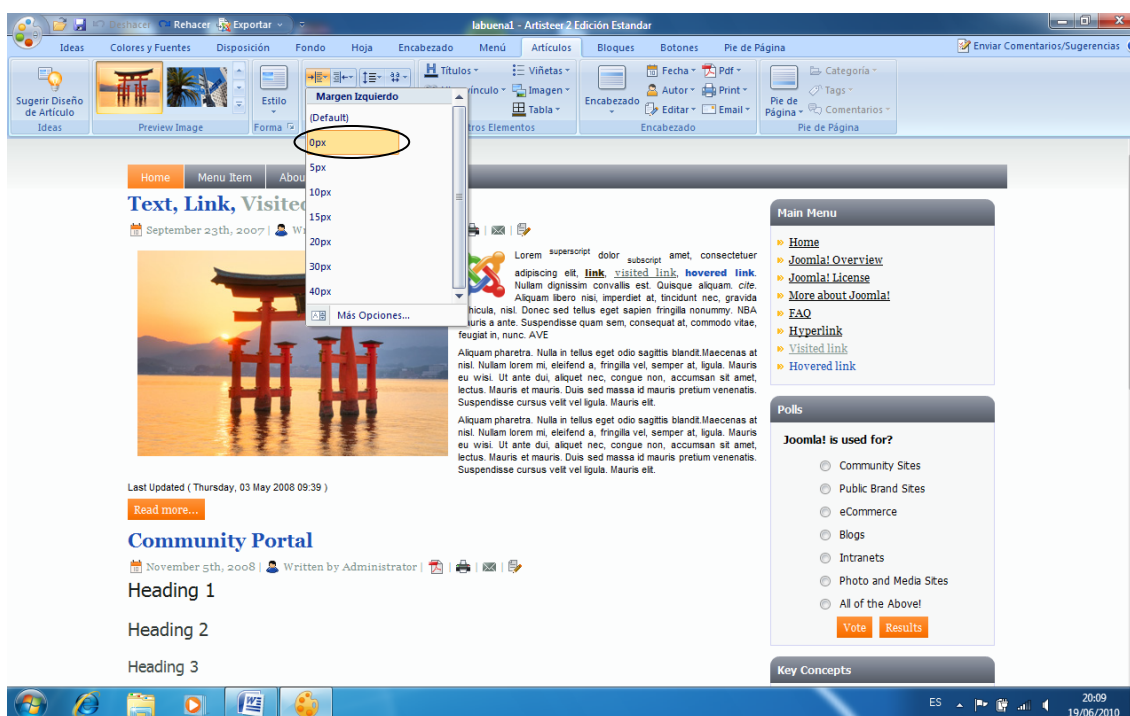 Deshacer Rehacer Exportar
labuena1 - Artisteer 2 Edición Estandar
Ideas Colores y Fuentes Disposición Fondo Hoja Encabezado Menú Artículos Bloques Botones Pie de Página Enviar Comentarios/Sugerencias
Sugerir Diseño de Artículo
Ideas
Preview Image
Estilo
Forma
Títulos
Viñetas
Imagen
Tabla
Encabezado
Fecha Pdf
Autor Print
Editar Email
Encabezado
Pie de Página
Categoría
Tags
Comentarios
Pie de Página
Margen Izquierdo
(Default)
0px
5px
10px
15px
20px
30px
40px
Más Opciones...
Home Menu Item
Text, Link,
September 23th, 2007 |
Lorem superscript dolor subscript amet, consectetuer
adipiscing elit, link, visited link, hovered link.
Nullam dignissim convallis est. Quisque aliquam. cite.
Aliquam libero nisi, imperdiet at, tincidunt nec, gravida
nisl. Donec sed tellus eget sapien fringilla nonummy. NBA
a ante. Suspendisse quam sem, consequat at, commodo vitae,
feugiat in, nunc. AVE
Aliquam pharetra. Nulla in tellus eget odio sagittis blandit.Maecenas at
nisl. Nullam lorem mi, eleifend a, fringilla vel, semper at, ligula. Mauris
eu wisi. Ut ante dui, aliquet nec, congue non, accumsan sit amet,
lectus. Mauris et mauris. Duis sed massa id mauris pretium venenatis.
Suspendisse cursus velit vel ligula. Mauris elit.
Aliquam pharetra. Nulla in tellus eget odio sagittis blandit.Maecenas at
nisl. Nullam lorem mi, eleifend a, fringilla vel, semper at, ligula. Mauris
eu wisi. Ut ante dui, aliquet nec, congue non, accumsan sit amet,
lectus. Mauris et mauris. Duis sed massa id mauris pretium venenatis.
Suspendisse cursus velit vel ligula. Mauris elit.
Last Updated ( Thursday, 03 May 2008 09:39 )
Read more...
Community Portal
November 5th, 2008 | Written by Administrator | | | |
Heading 1
Heading 2
Heading 3
Main Menu
Home
Joomla! Overview
Joomla! License
More about Joomla!
FAQ
Hyperlink
Visited link
Hovered link
Polls
Joomla! is used for?
Community Sites
Public Brand Sites
eCommerce
Blogs
Intranets
Photo and Media Sites
All of the Above!
Vote Results
Key Concepts
ES
20:09
19/06/2010